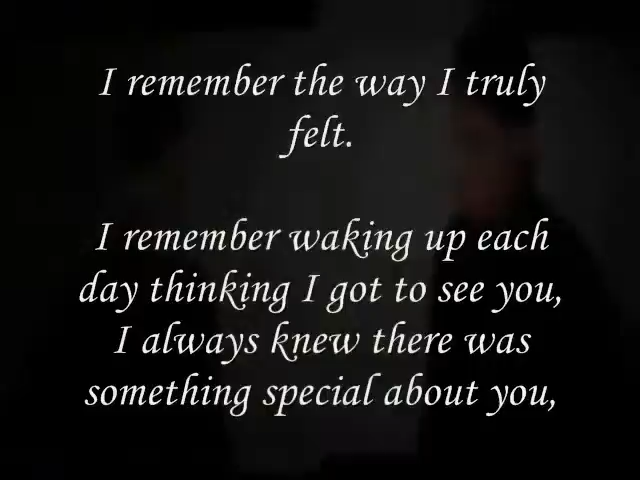 I remember the way I truly
felt.
I remember waking up each
day thinking I got to see you,
I always knew there was
something special about you,